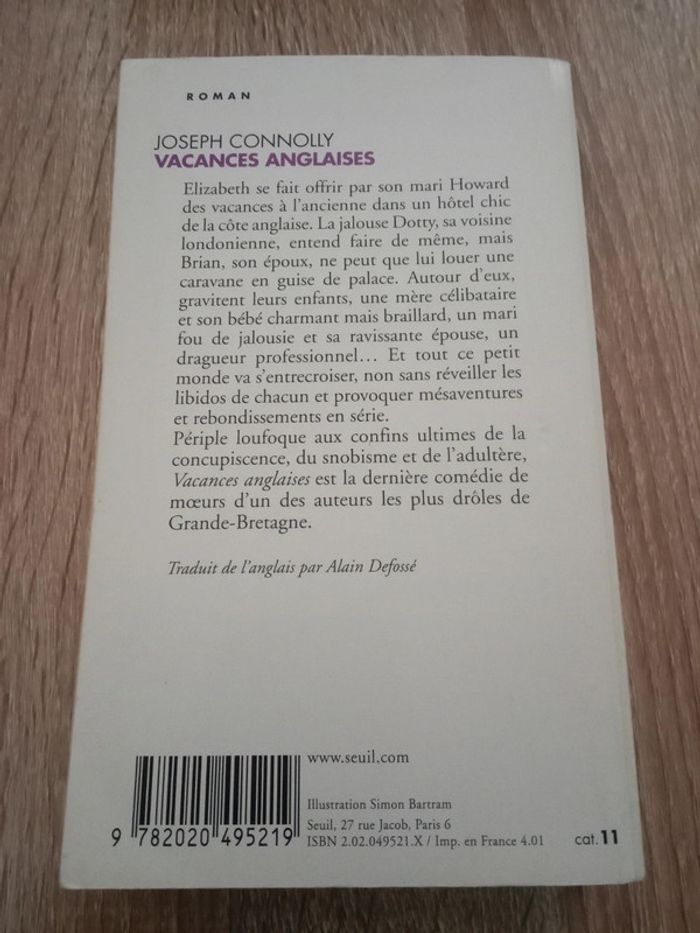 ROMAN
JOSEPH CONNOLLY
VACANCES ANGLAISES
Elizabeth se fait offrir par son mari Howard
des vacances à l'ancienne dans un hôtel chic
de la côte anglaise. La jalouse Dotty, sa voisine
londonienne, entend faire de même, mais
Brian, son époux, ne peut que lui louer une
caravane en guise de palace. Autour d'eux,
gravitent leurs enfants, une mère célibataire
et son bébé charmant mais braillard, un mari
fou de jalousie et sa ravissante épouse, un
dragueur professionnel... Et tout ce petit
monde va s'entrecroiser, non sans réveiller les
libidos de chacun et provoquer mésaventures
et rebondissements en série.
Périple loufoque aux confins ultimes de la
concupiscence, du snobisme et de l'adultère,
Vacances anglaises est la dernière comédie de
mœurs d'un des auteurs les plus drôles de
Grande-Bretagne.
Traduit de l'anglais par Alain Defossé
www.seuil.com
Illustration Simon Bartram
Seuil, 27 rue Jacob, Paris 6
ISBN 2.02.049521.X / Imp. en France 4.01
cat. 11
9 782020 495219